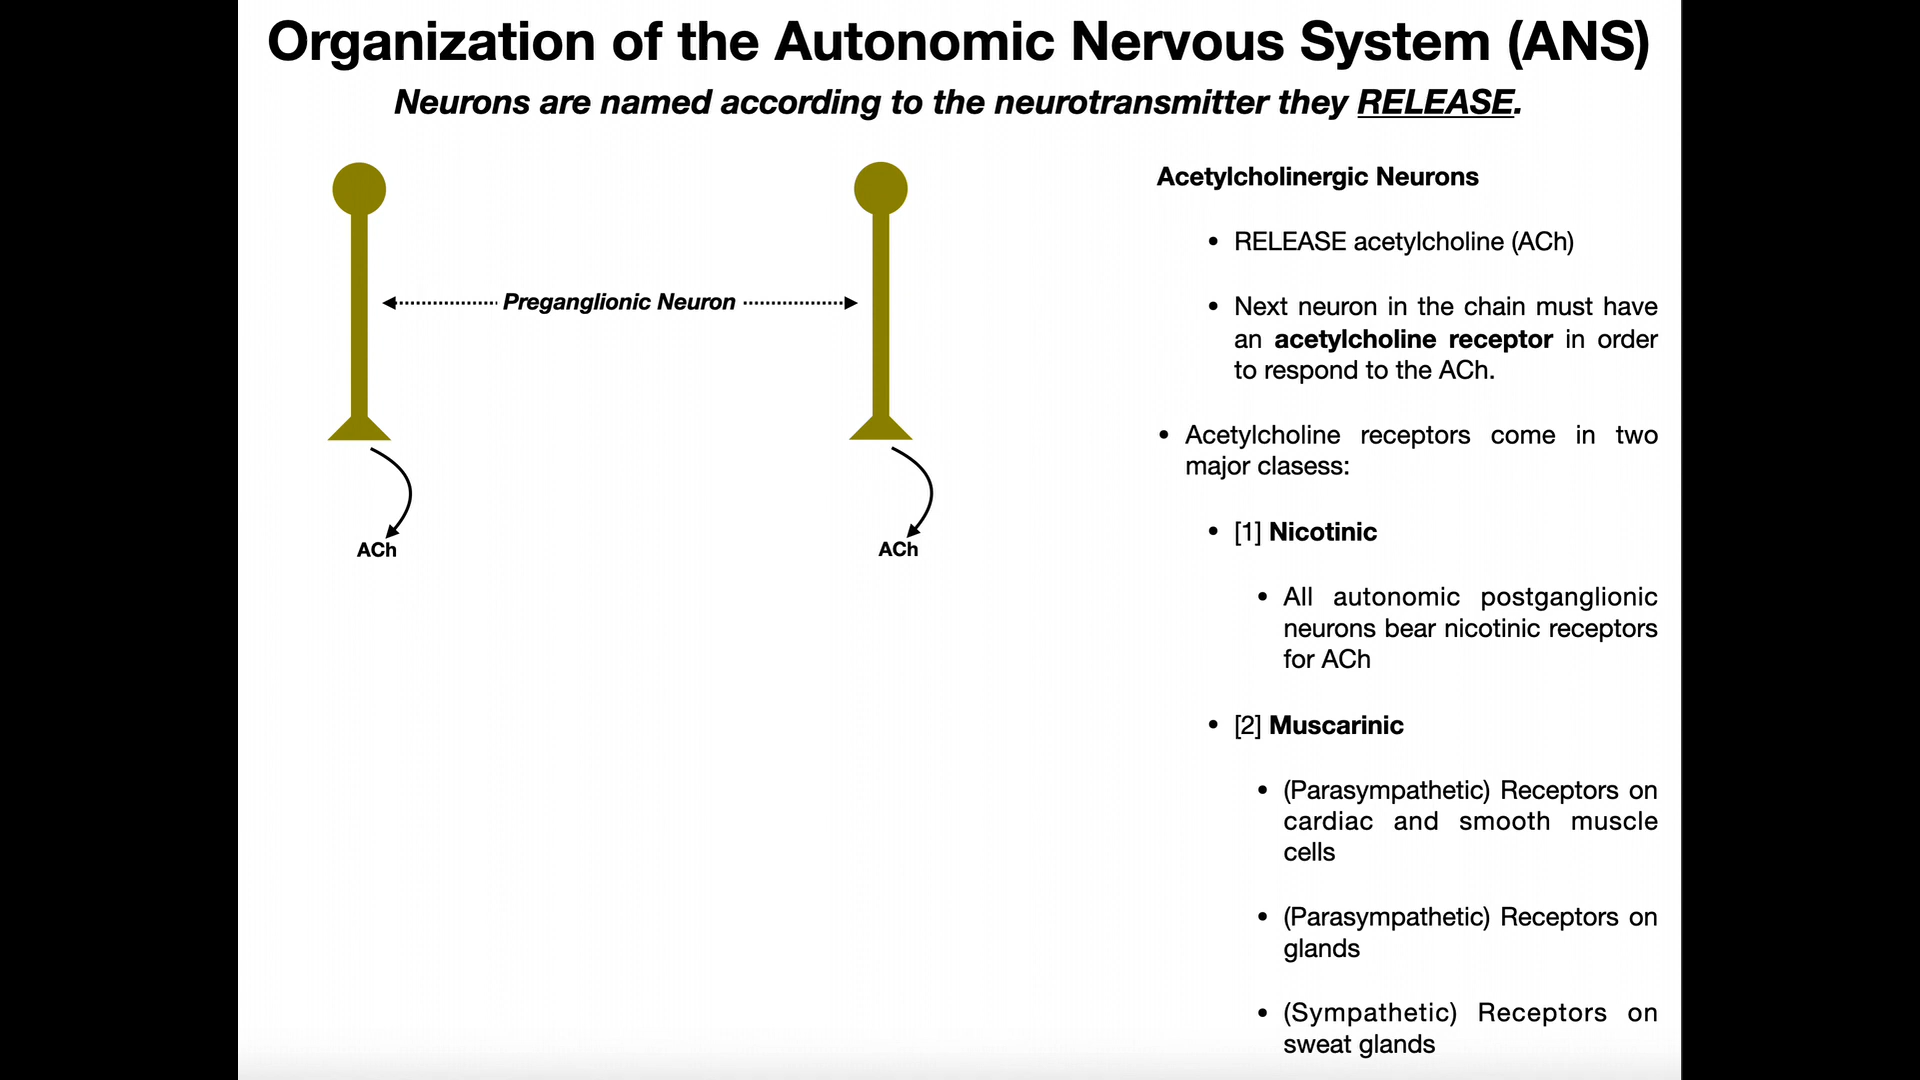 Organization of the Autonomic Nervous System (ANS)
Neurons are named according to the neurotransmitter they RELEASE.
Preganglionic Neuron
ACh
ACh
Acetylcholinergic Neurons
• RELEASE acetylcholine (ACh)
• Next neuron in the chain must have
an acetylcholine receptor in order
to respond to the ACh.
• Acetylcholine receptors come in two
major clasess:
• [1] Nicotinic
• All autonomic postganglionic
neurons bear nicotinic receptors
for ACh
• [2] Muscarinic
• (Parasympathetic) Receptors on
cardiac and smooth muscle
cells
• (Parasympathetic) Receptors on
glands
• (Sympathetic) Receptors on
sweat glands